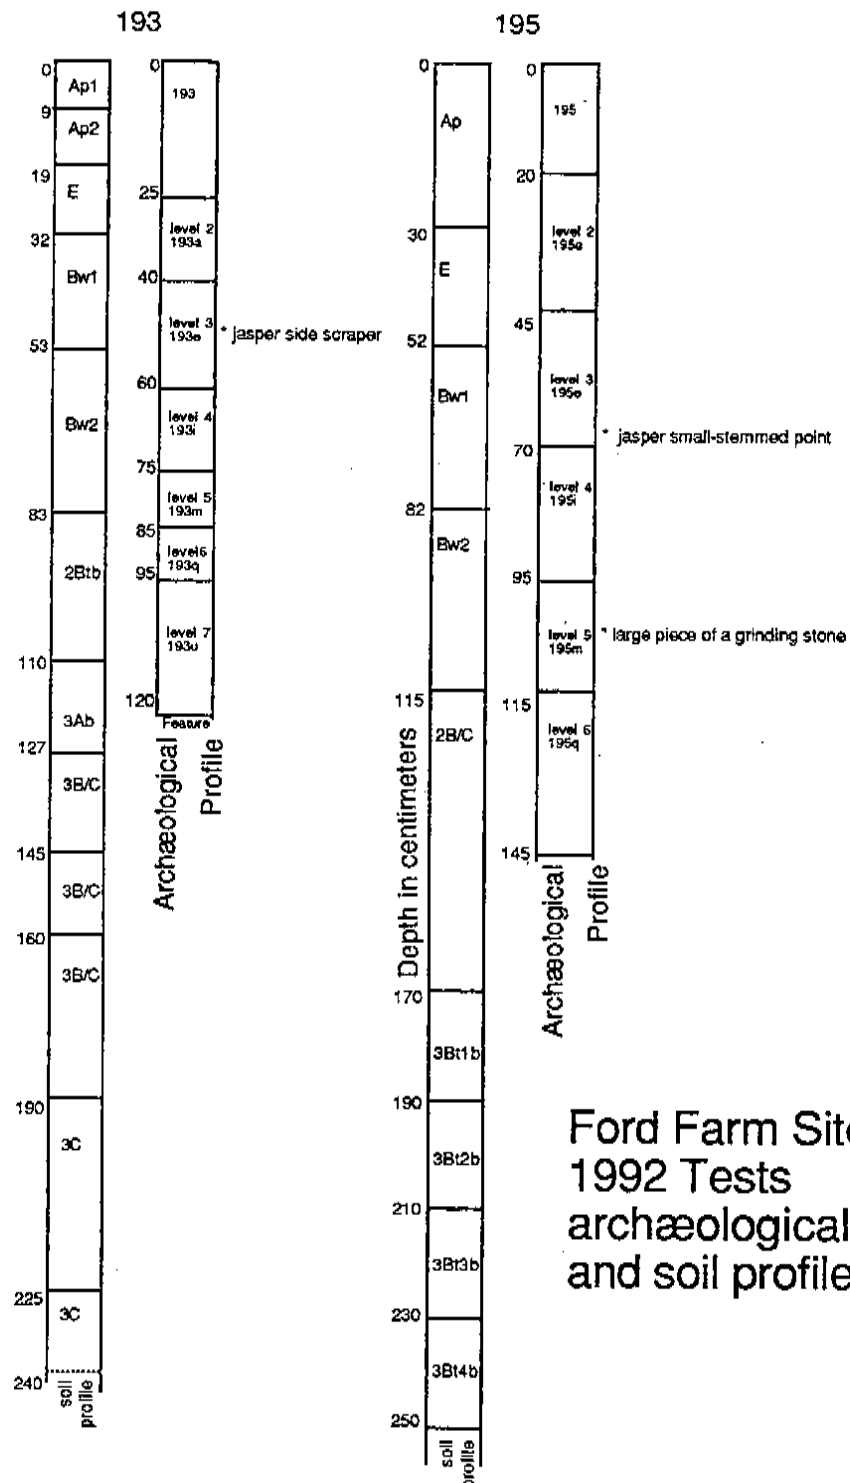 193
0
Ap1
9
Ap2
19
E
32
Bw1
53
Bw2
83
2Btb
110
3Ab
127
3B/C
145
3B/C
160
3B/C
190
3C
225
3C
240
soil
profile
0
193
25
level 2
193a
40
level 3
193e
* jasper side scraper
60
level 4
193i
75
level 5
193m
85
level6
193q
95
level 7
193u
120
Feature
Archæological
Profile
195
0
Ap
30
E
52
Bw1
82
Bw2
115
2B/C
170
3Bt1b
190
3Bt2b
210
3Bt3b
230
3Bt4b
250
soil
profile
Depth in centimeters
0
195
20
level 2
195a
45
level 3
195e
* jasper small-stemmed point
70
level 4
195i
95
level 5
195m
* large piece of a grinding stone
115
level 6
195q
145
Archæological
Profile
Ford Farm Site
1992 Tests
archæological
and soil profile